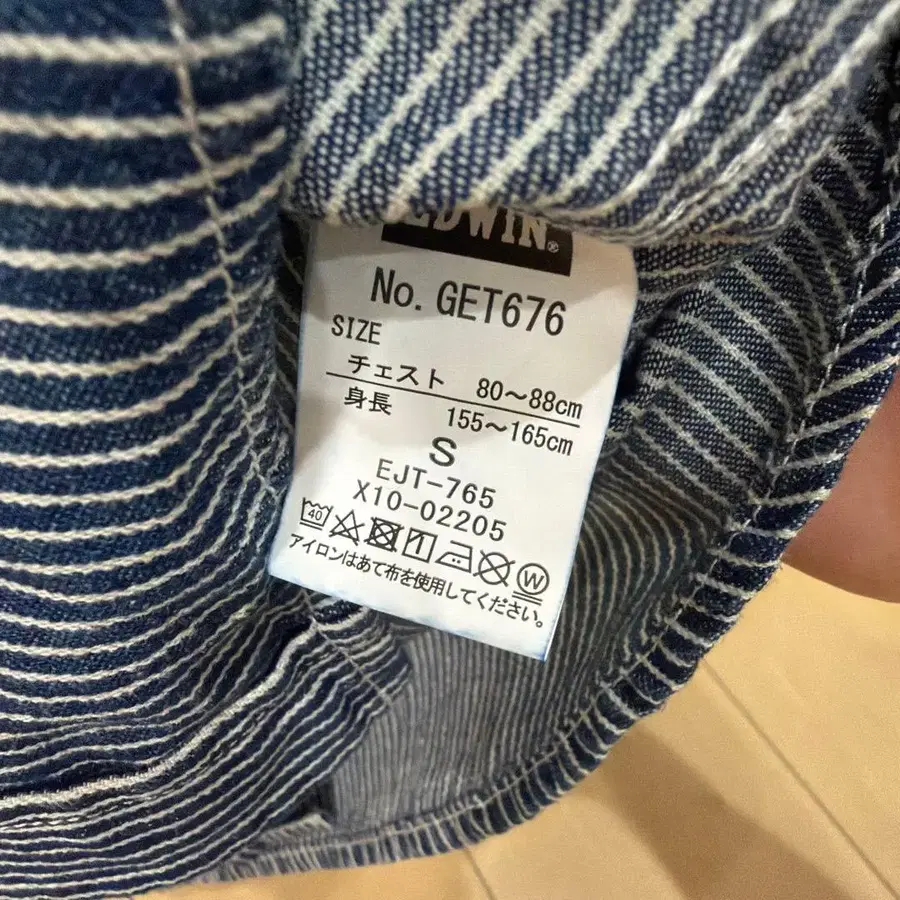 EDWIN®
No. GET676
SIZE
チェスト 80～88cm
身長 155～165cm
S
EJT-765
X10-02205
40 W
アイロンはあて布を使用してください。